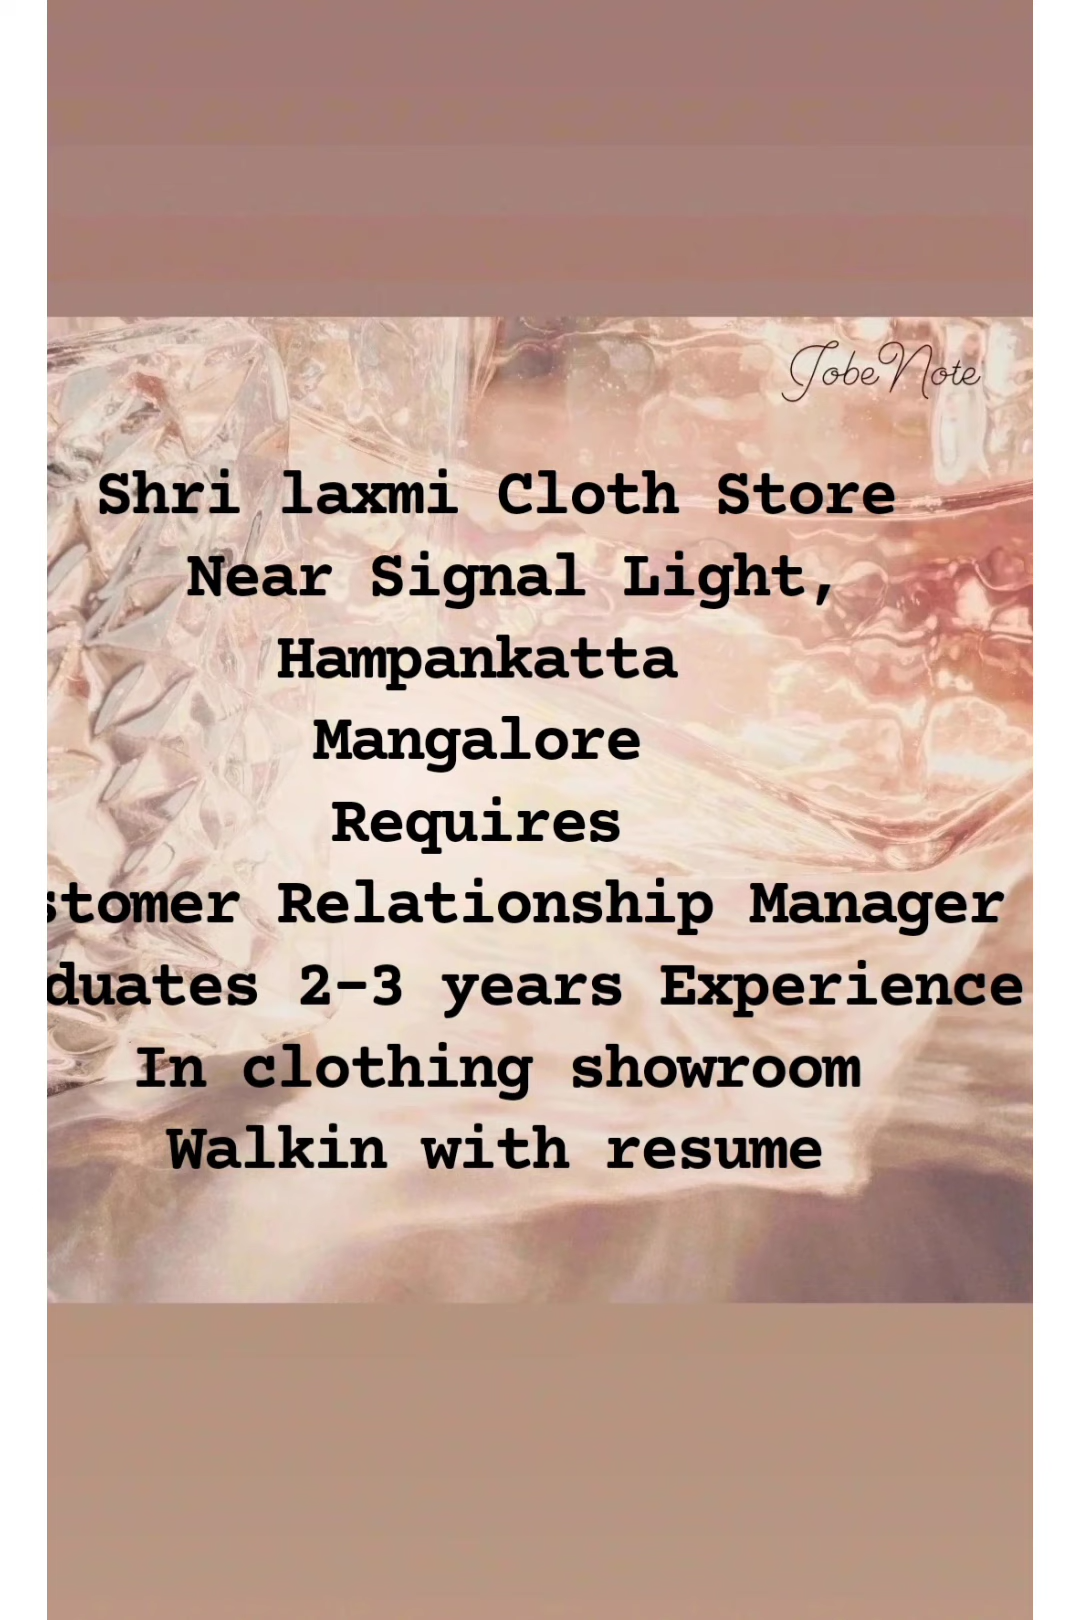 JobeNote
Shri laxmi Cloth Store
Near Signal Light,
Hampankatta
Mangalore
Requires
stomer Relationship Manager
duates 2-3 years Experience
In clothing showroom
Walkin with resume